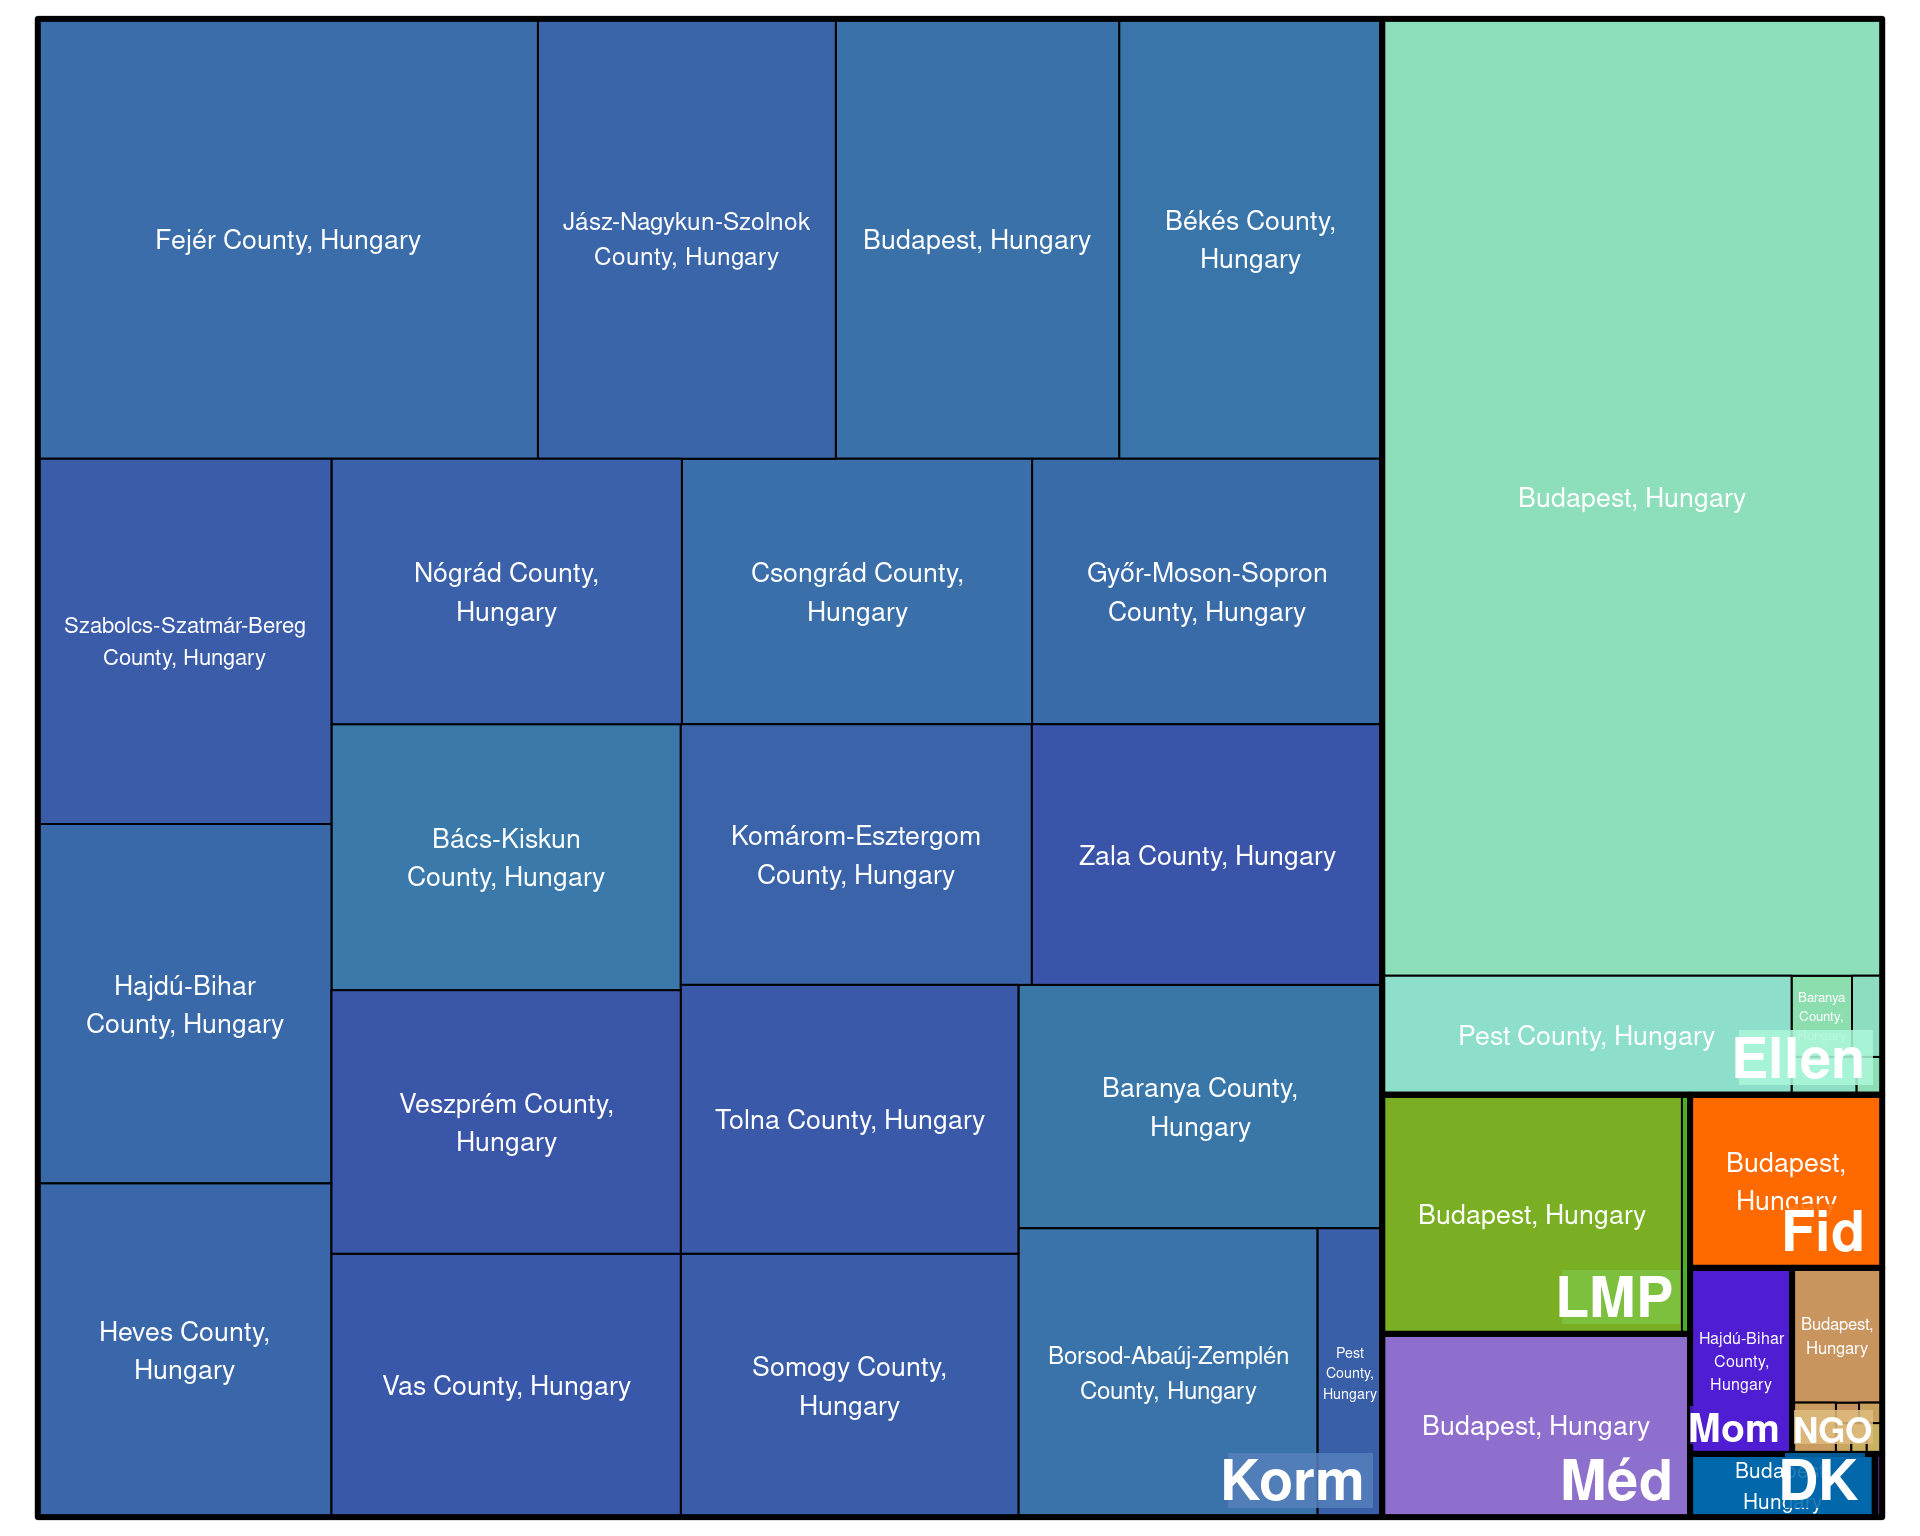 Fejér County, Hungary
Jász-Nagykun-Szolnok
County, Hungary
Budapest, Hungary
Békés County,
Hungary
Szabolcs-Szatmár-Bereg
County, Hungary
Nógrád County,
Hungary
Csongrád County,
Hungary
Győr-Moson-Sopron
County, Hungary
Bács-Kiskun
County, Hungary
Komárom-Esztergom
County, Hungary
Zala County, Hungary
Hajdú-Bihar
County, Hungary
Veszprém County,
Hungary
Tolna County, Hungary
Baranya County,
Hungary
Heves County,
Hungary
Vas County, Hungary
Somogy County,
Hungary
Borsod-Abaúj-Zemplén
County, Hungary
Pest
County,
Hungary
Korm
Budapest, Hungary
Pest County, Hungary
Baranya
County,
Ellen
Budapest, Hungary
LMP
Budapest,
Hungary
Fid
Budapest, Hungary
Méd
Hajdú-Bihar
County,
Hungary
Mom
Budapest,
Hungary
NGO
Budapest,
Hungary
DK